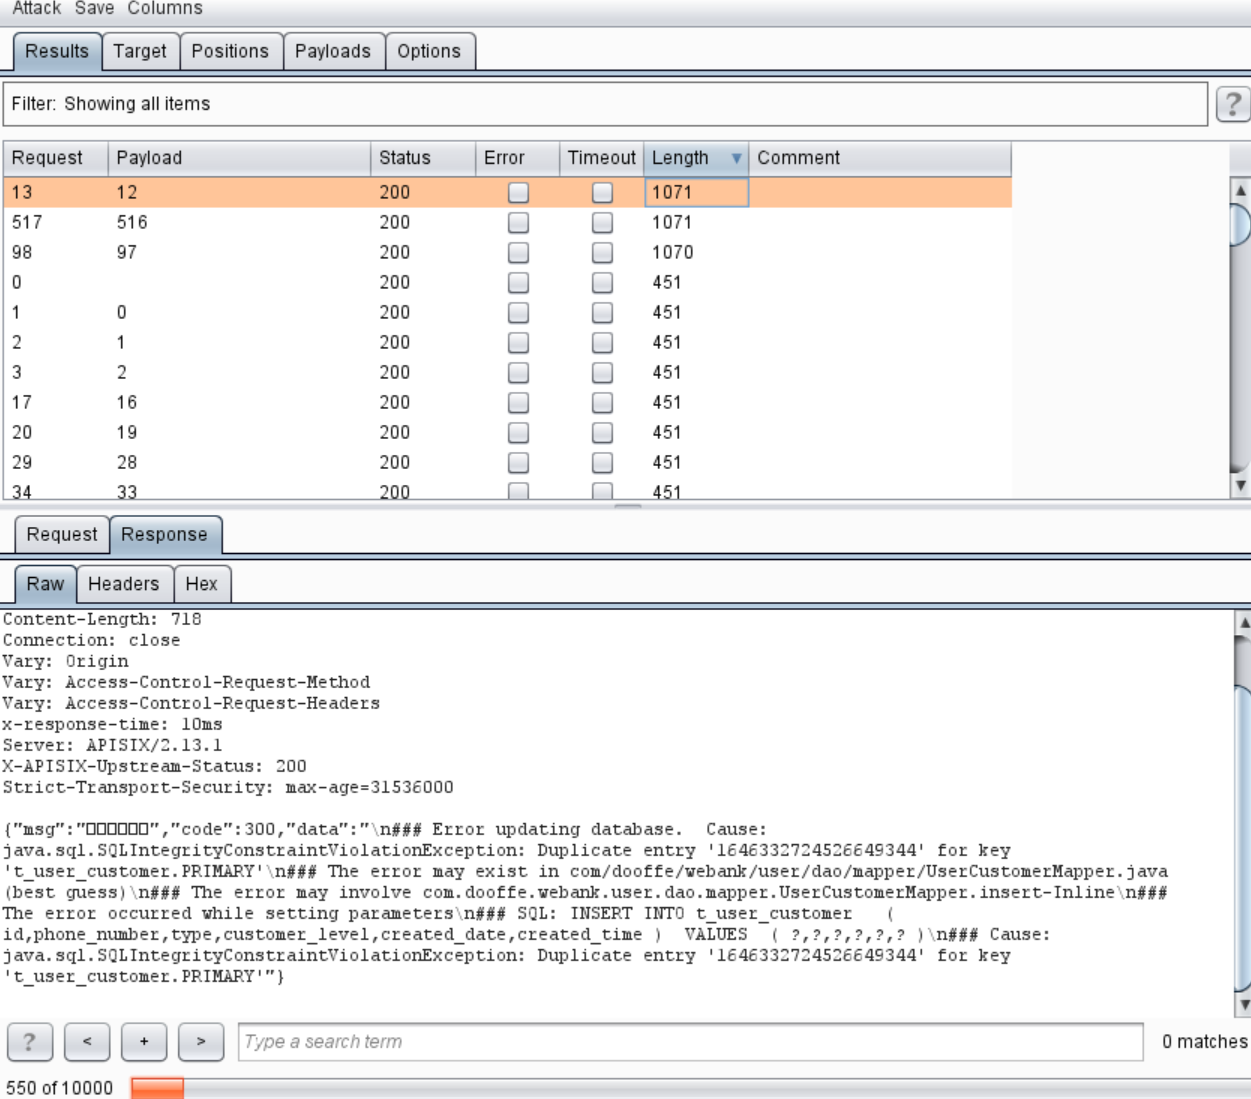 Attack Save Columns
Results Target Positions Payloads Options
Filter: Showing all items ?
Request Payload Status Error Timeout Length Comment
13 12 200 1071
517 516 200 1071
98 97 200 1070
0 200 451
1 0 200 451
2 1 200 451
3 2 200 451
17 16 200 451
20 19 200 451
29 28 200 451
34 33 200 451
Request Response
Raw Headers Hex
Content-Length: 718
Connection: close
Vary: Origin
Vary: Access-Control-Request-Method
Vary: Access-Control-Request-Headers
x-response-time: 10ms
Server: APISIX/2.13.1
X-APISIX-Upstream-Status: 200
Strict-Transport-Security: max-age=31536000
{"msg":"□□□□□□","code":300,"data":"\n### Error updating database.  Cause:
java.sql.SQLIntegrityConstraintViolationException: Duplicate entry '1646332724526649344' for key
't_user_customer.PRIMARY'\n### The error may exist in com/dooffe/webank/user/dao/mapper/UserCustomerMapper.java
(best guess)\n### The error may involve com.dooffe.webank.user.dao.mapper.UserCustomerMapper.insert-Inline\n###
The error occurred while setting parameters\n### SQL: INSERT INTO t_user_customer   (
id,phone_number,type,customer_level,created_date,created_time )  VALUES  ( ?,?,?,?,?,? )\n### Cause:
java.sql.SQLIntegrityConstraintViolationException: Duplicate entry '1646332724526649344' for key
't_user_customer.PRIMARY'"}
? < + > Type a search term 0 matches
550 of 10000